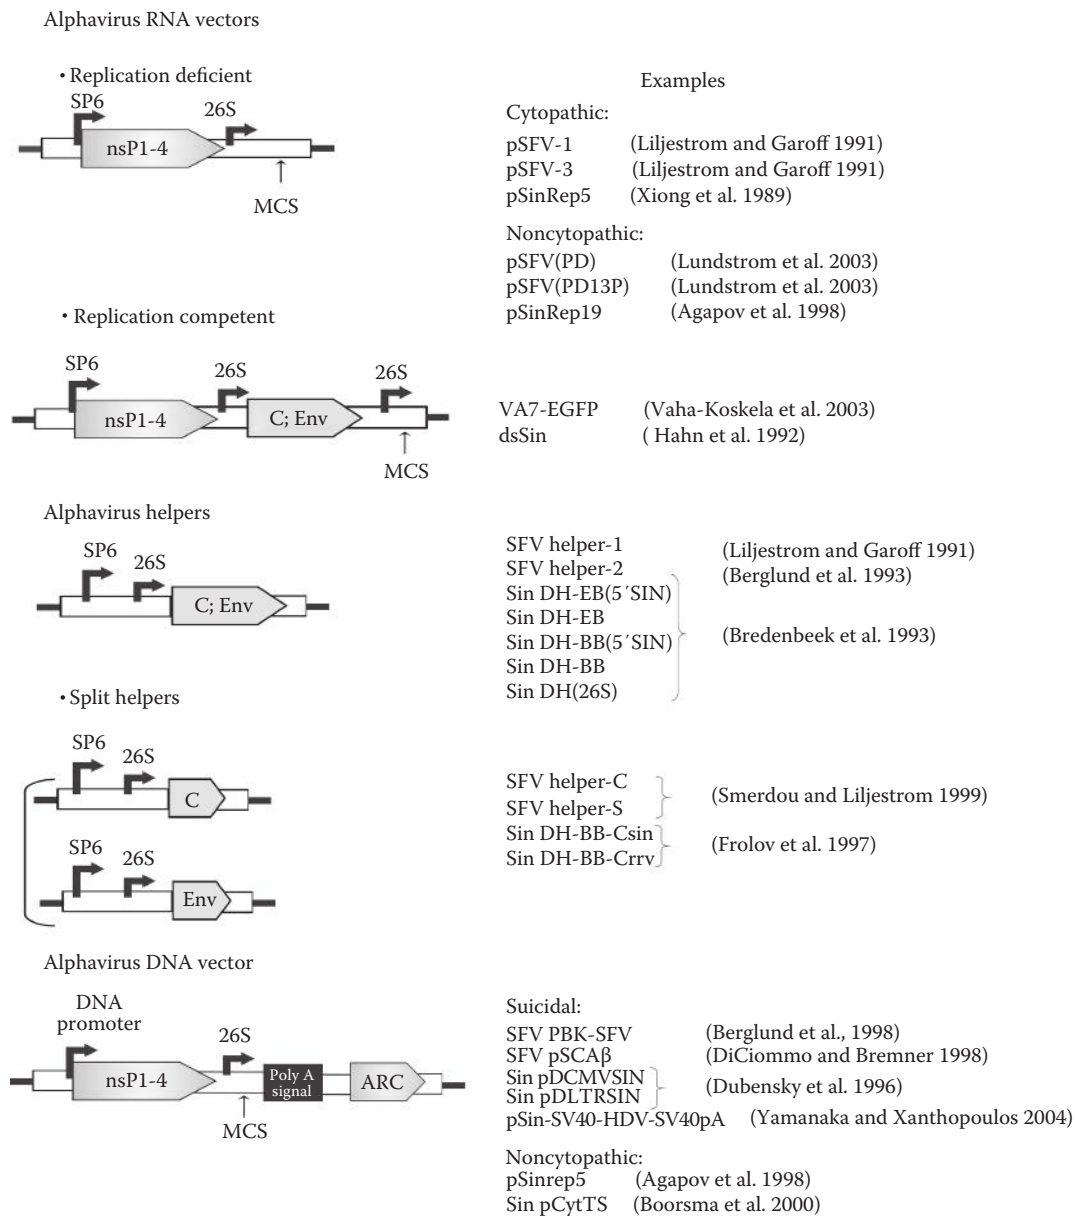 Alphavirus RNA vectors
• Replication deficient
SP6
26S
nsP1-4
MCS
Examples
Cytopathic:
pSFV-1 (Liljestrom and Garoff 1991)
pSFV-3 (Liljestrom and Garoff 1991)
pSinRep5 (Xiong et al. 1989)
Noncytopathic:
pSFV(PD) (Lundstrom et al. 2003)
pSFV(PD13P) (Lundstrom et al. 2003)
pSinRep19 (Agapov et al. 1998)
• Replication competent
SP6
26S
26S
nsP1-4
C; Env
MCS
VA7-EGFP (Vaha-Koskela et al. 2003)
dsSin ( Hahn et al. 1992)
Alphavirus helpers
SP6
26S
C; Env
SFV helper-1 (Liljestrom and Garoff 1991)
SFV helper-2 (Berglund et al. 1993)
Sin DH-EB(5′SIN)
Sin DH-EB
Sin DH-BB(5′SIN) (Bredenbeek et al. 1993)
Sin DH-BB
Sin DH(26S)
• Split helpers
SP6
26S
C
SP6
26S
Env
SFV helper-C
SFV helper-S (Smerdou and Liljestrom 1999)
Sin DH-BB-Csin
Sin DH-BB-Crrv (Frolov et al. 1997)
Alphavirus DNA vector
DNA
promoter
26S
nsP1-4
Poly A
signal
ARC
MCS
Suicidal:
SFV PBK-SFV (Berglund et al., 1998)
SFV pSCAβ (DiCiommo and Bremner 1998)
Sin pDCMVSIN
Sin pDLTRSIN (Dubensky et al. 1996)
pSin-SV40-HDV-SV40pA (Yamanaka and Xanthopoulos 2004)
Noncytopathic:
pSinrep5 (Agapov et al. 1998)
Sin pCytTS (Boorsma et al. 2000)